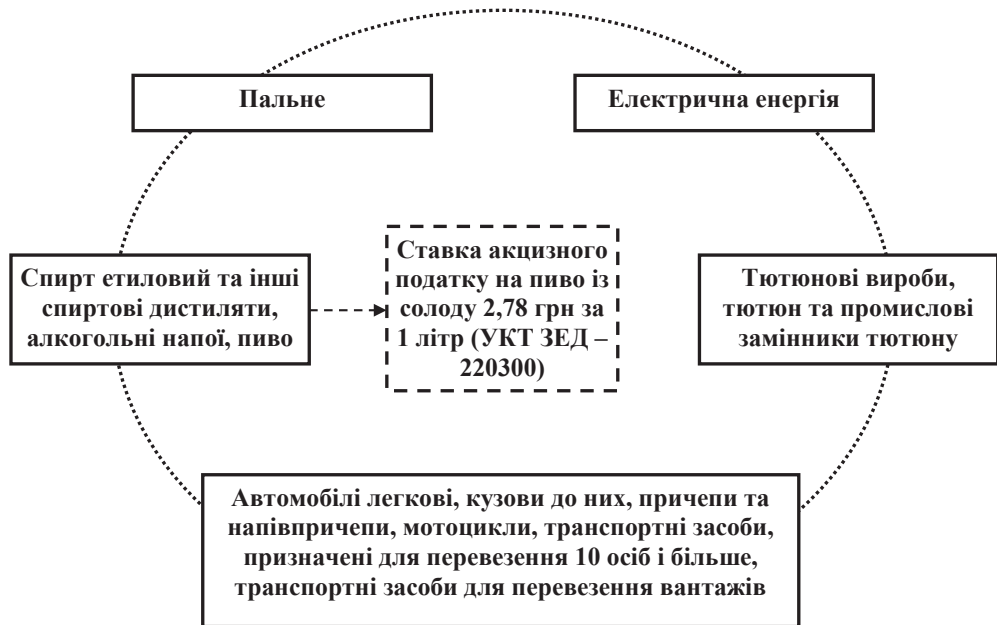 Пальне
Електрична енергія
Спирт етиловий та інші
спиртові дистиляти,
алкогольні напої, пиво
Ставка акцизного
податку на пиво із
солоду 2,78 грн за
1 літр (УКТ ЗЕД –
220300)
Тютюнові вироби,
тютюн та промислові
замінники тютюну
Автомобілі легкові, кузови до них, причепи та
напівпричепи, мотоцикли, транспортні засоби,
призначені для перевезення 10 осіб і більше,
транспортні засоби для перевезення вантажів